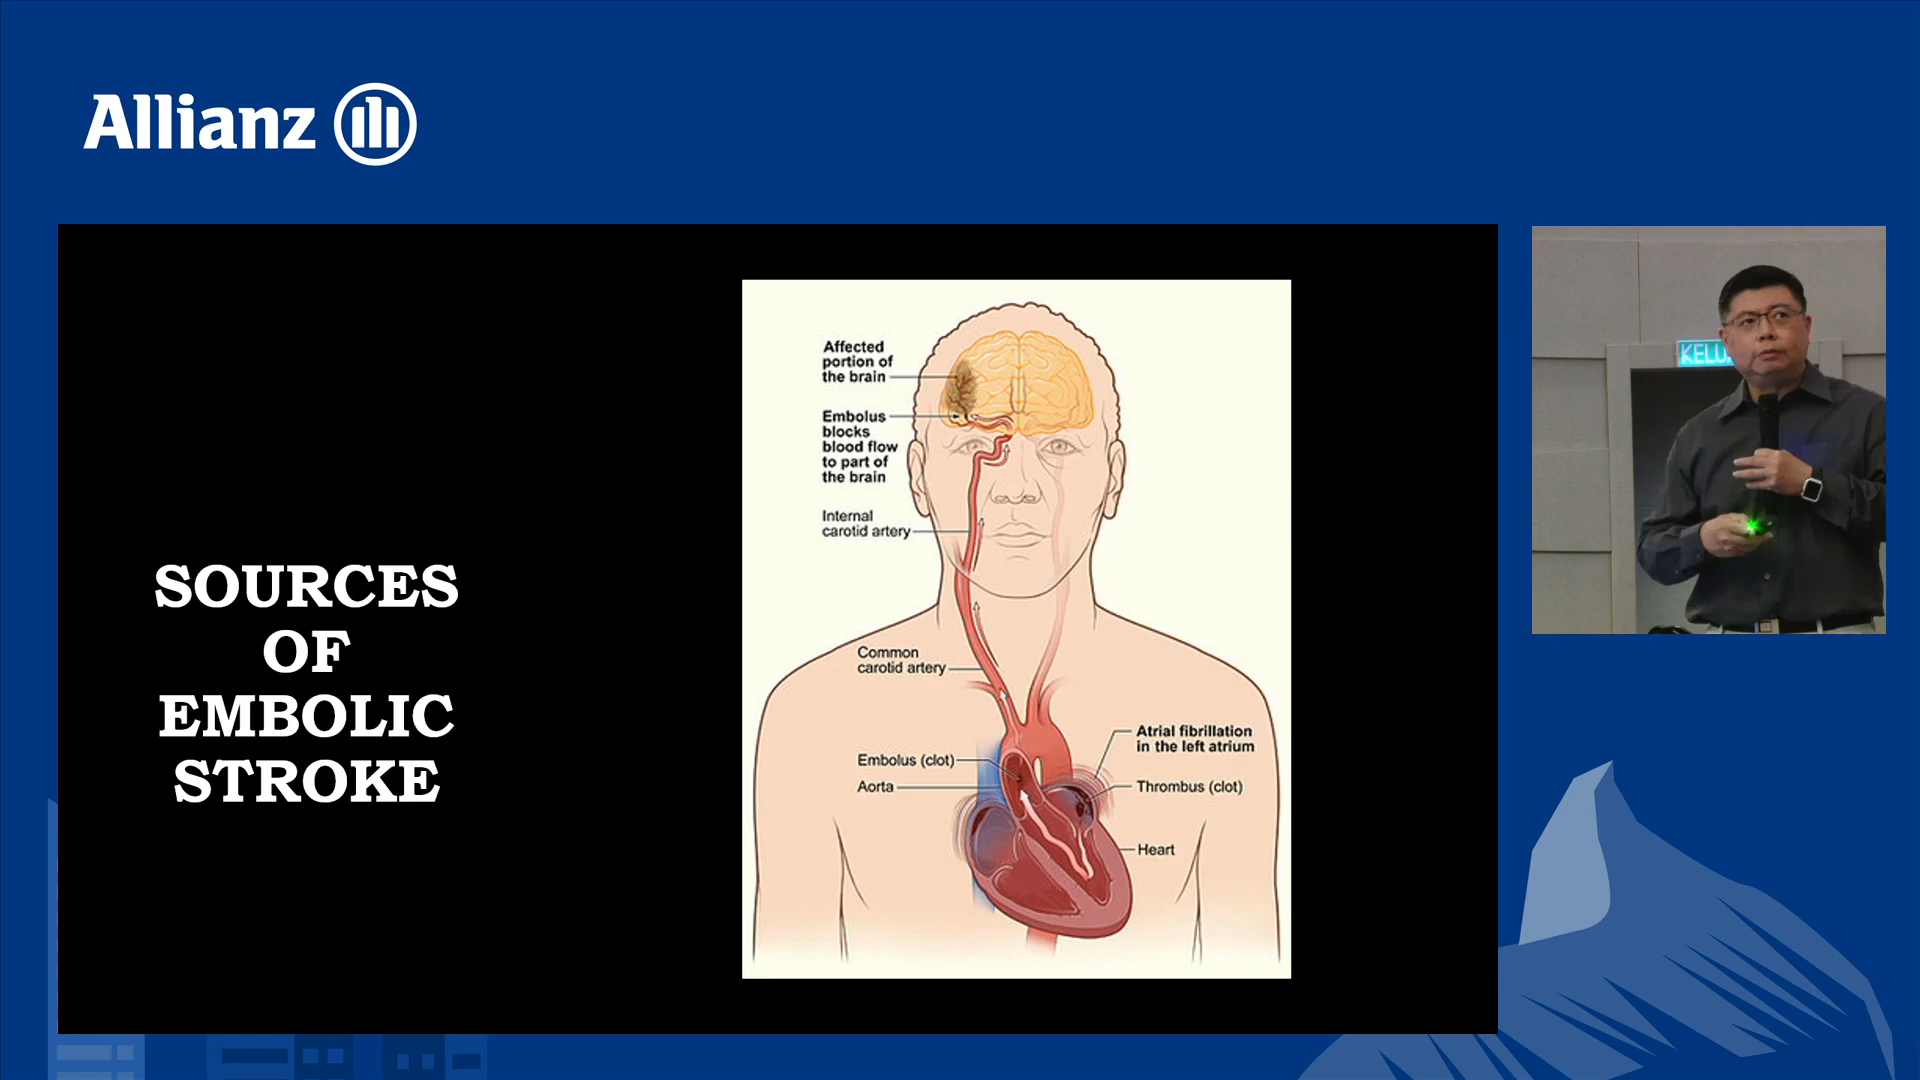 Allianz
SOURCES
OF
EMBOLIC
STROKE
Affected
portion of
the brain
Embolus
blocks
blood flow
to part of
the brain
Internal
carotid artery
Common
carotid artery
Embolus (clot)
Aorta
Atrial fibrillation
in the left atrium
Thrombus (clot)
Heart